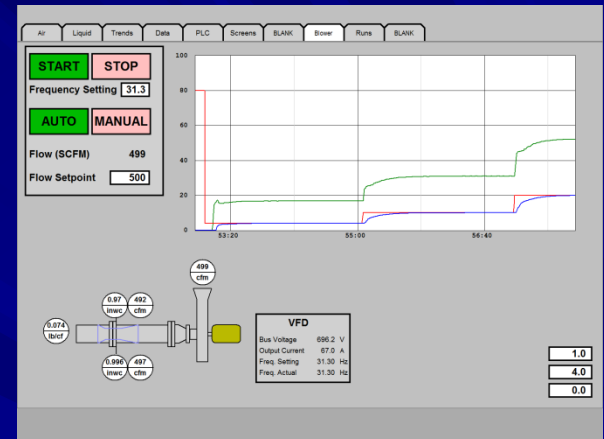 Air Liquid Trends Data PLC Screens BLANK Blower Runs BLANK
START STOP
Frequency Setting 31.3
AUTO MANUAL
Flow (SCFM) 499
Flow Setpoint 500
100
80
60
40
20
0
53:20 55:00 56:40
499
cfm
0.97 492
inwc cfm
0.074
lb/cf
0.996 497
inwc cfm
VFD
Bus Voltage 696.2 V
Output Current 67.0 A
Freq. Setting 31.30 Hz
Freq. Actual 31.30 Hz
1.0
4.0
0.0